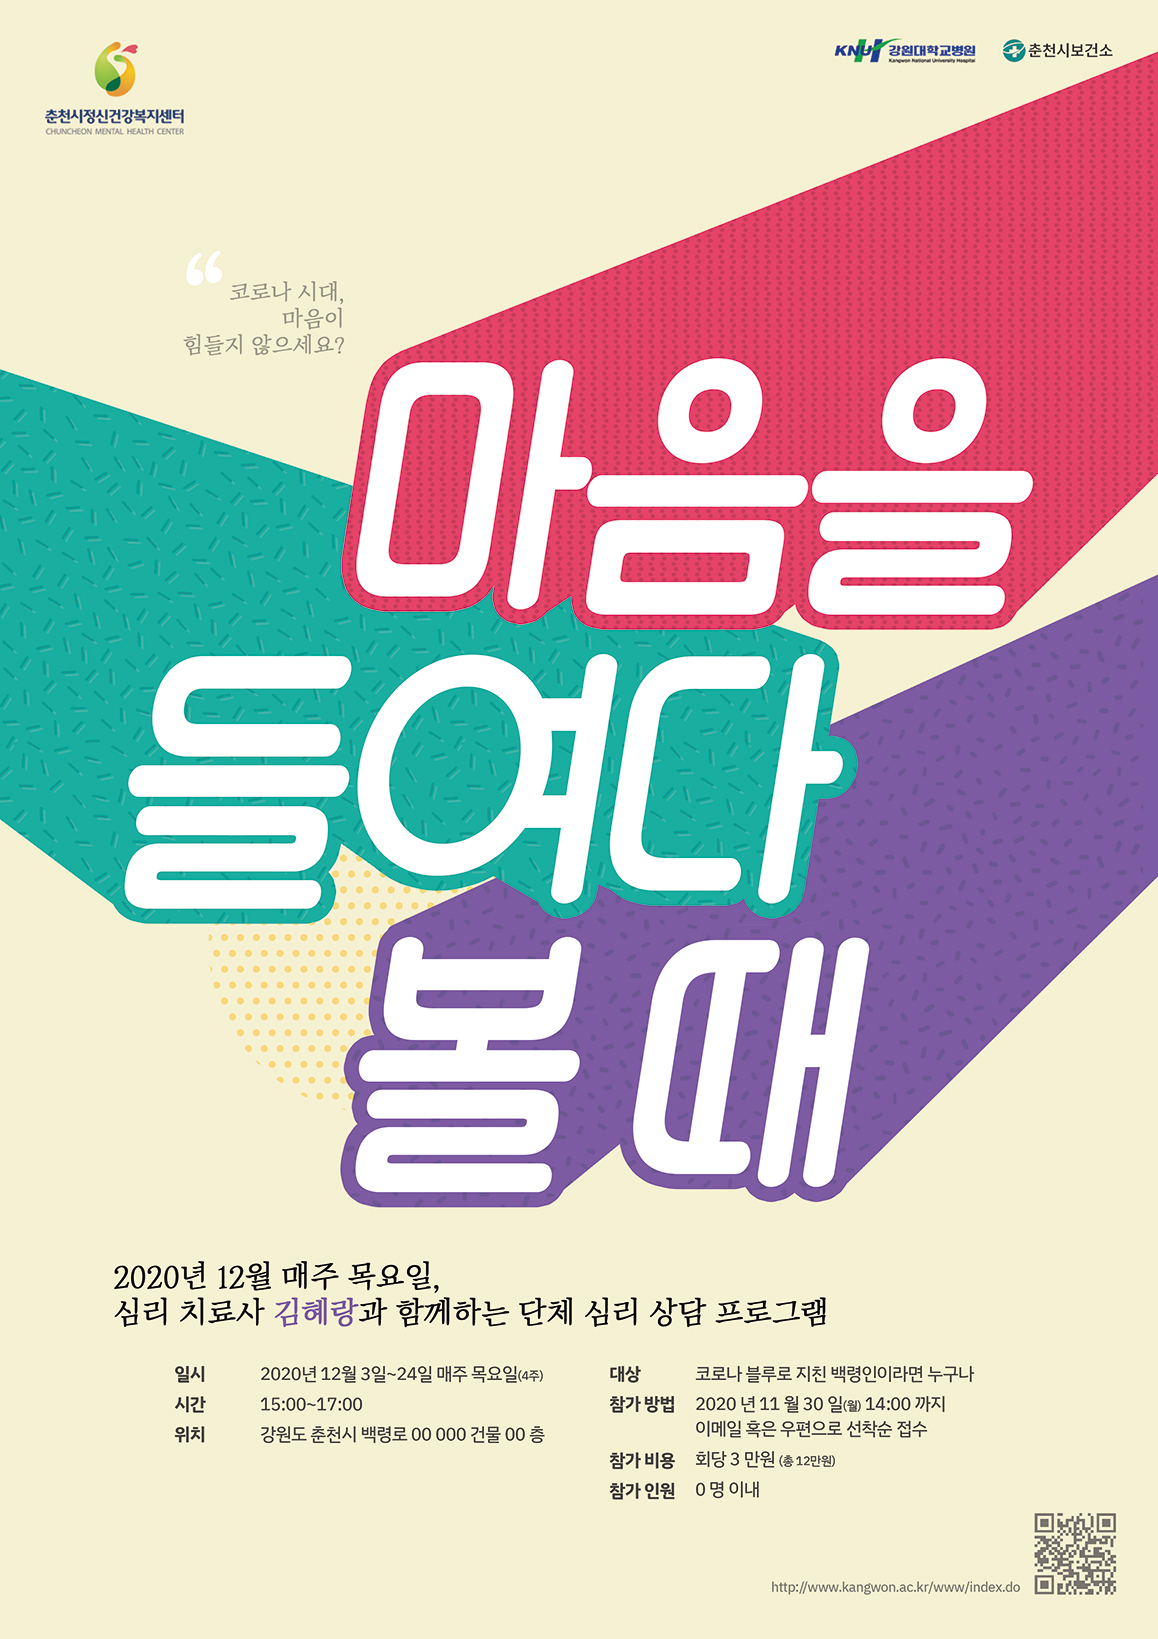 춘천시정신건강복지센터
CHUNCHEON MENTAL HEALTH CENTER
KNUH 강원대학교병원
Kangwon National University Hospital
춘천시보건소
“
코로나 시대,
마음이
힘들지 않으세요?
마음을
들여다
볼 때
2020년 12월 매주 목요일,
심리 치료사 김혜랑과 함께하는 단체 심리 상담 프로그램
일시 2020년 12월 3일~24일 매주 목요일(4주)
시간 15:00~17:00
위치 강원도 춘천시 백령로 00 000 건물 00 층
대상 코로나 블루로 지친 백령인이라면 누구나
참가 방법 2020 년 11 월 30 일(월) 14:00 까지
이메일 혹은 우편으로 선착순 접수
참가 비용 회당 3 만원 (총 12만원)
참가 인원 0 명 이내
http://www.kangwon.ac.kr/www/index.do